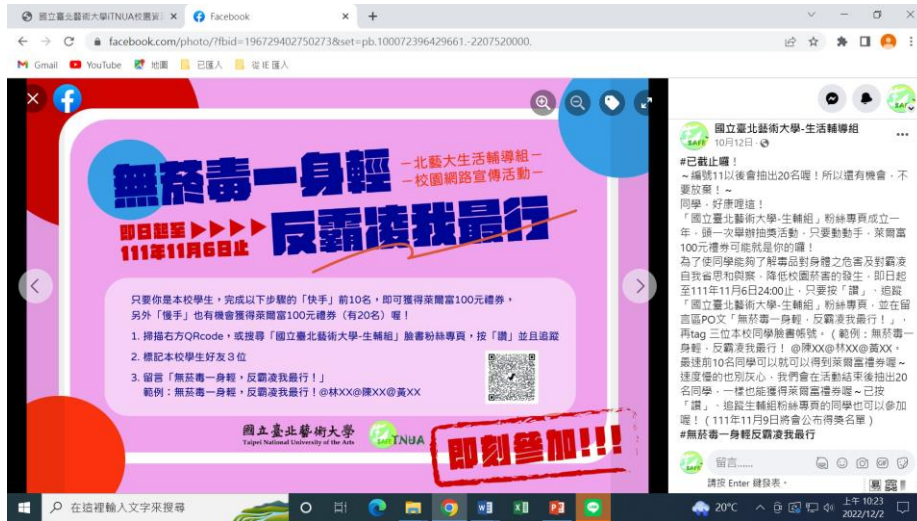 國立臺北藝術大學iTNUA校園資
Facebook
facebook.com/photo/?fbid=196729402750273&set=pb.100072396429661.-2207520000.
Gmail
YouTube
地圖
已匯入
從 IE 匯入
無菸毒一身輕
－北藝大生活輔導組－
－校園網路宣傳活動－
即日起至
111年11月6日止
反霸凌我最行
只要你是本校學生，完成以下步驟的「快手」前10名，即可獲得萊爾富100元禮券，
另外「慢手」也有機會獲得萊爾富100元禮券（有20名）喔！
1. 掃描右方QRcode，或搜尋「國立臺北藝術大學-生輔組」臉書粉絲專頁，按「讚」並且追蹤
2. 標記本校學生好友３位
3. 留言「無菸毒一身輕，反霸凌我最行！」
範例：無菸毒一身輕，反霸凌我最行！@林XX@陳XX@黃XX
國立臺北藝術大學
Taipei National University of the Arts
SAFE TNUA
即刻參加!!!
國立臺北藝術大學-生活輔導組
10月12日
#已截止囉！
~編號11以後會抽出20名喔！所以還有機會，不
要放棄！~
同學，好康哩這！
「國立臺北藝術大學-生輔組」粉絲專頁成立一
年，頭一次舉辦抽獎活動，只要動動手，萊爾富
100元禮券可能就是你的囉！
為了使同學能夠了解毒品對身體之危害及對霸凌
自我省思和與察，降低校園菸害的發生，即日起
至111年11月6日24:00止，只要按「讚」、追蹤
「國立臺北藝術大學-生輔組」粉絲專頁，並在留
言區PO文「無菸毒一身輕，反霸凌我最行！」，
再tag 三位本校同學臉書帳號。（範例：無菸毒一
身輕，反霸凌我最行！ @陳XX@林XX@黃XX。
最速前10名同學可以就可以得到萊爾富禮券喔~
速度慢的也別灰心，我們會在活動結束後抽出20
名同學，一樣也能獲得萊爾富禮券喔~已按
「讚」、追蹤生輔組粉絲專頁的同學也可以參加
喔！（111年11月9日將會公布得獎名單）
#無菸毒一身輕反霸凌我最行
留言......
請按 Enter 鍵發表。
在這裡輸入文字來搜尋
20°C
上午 10:23
2022/12/2